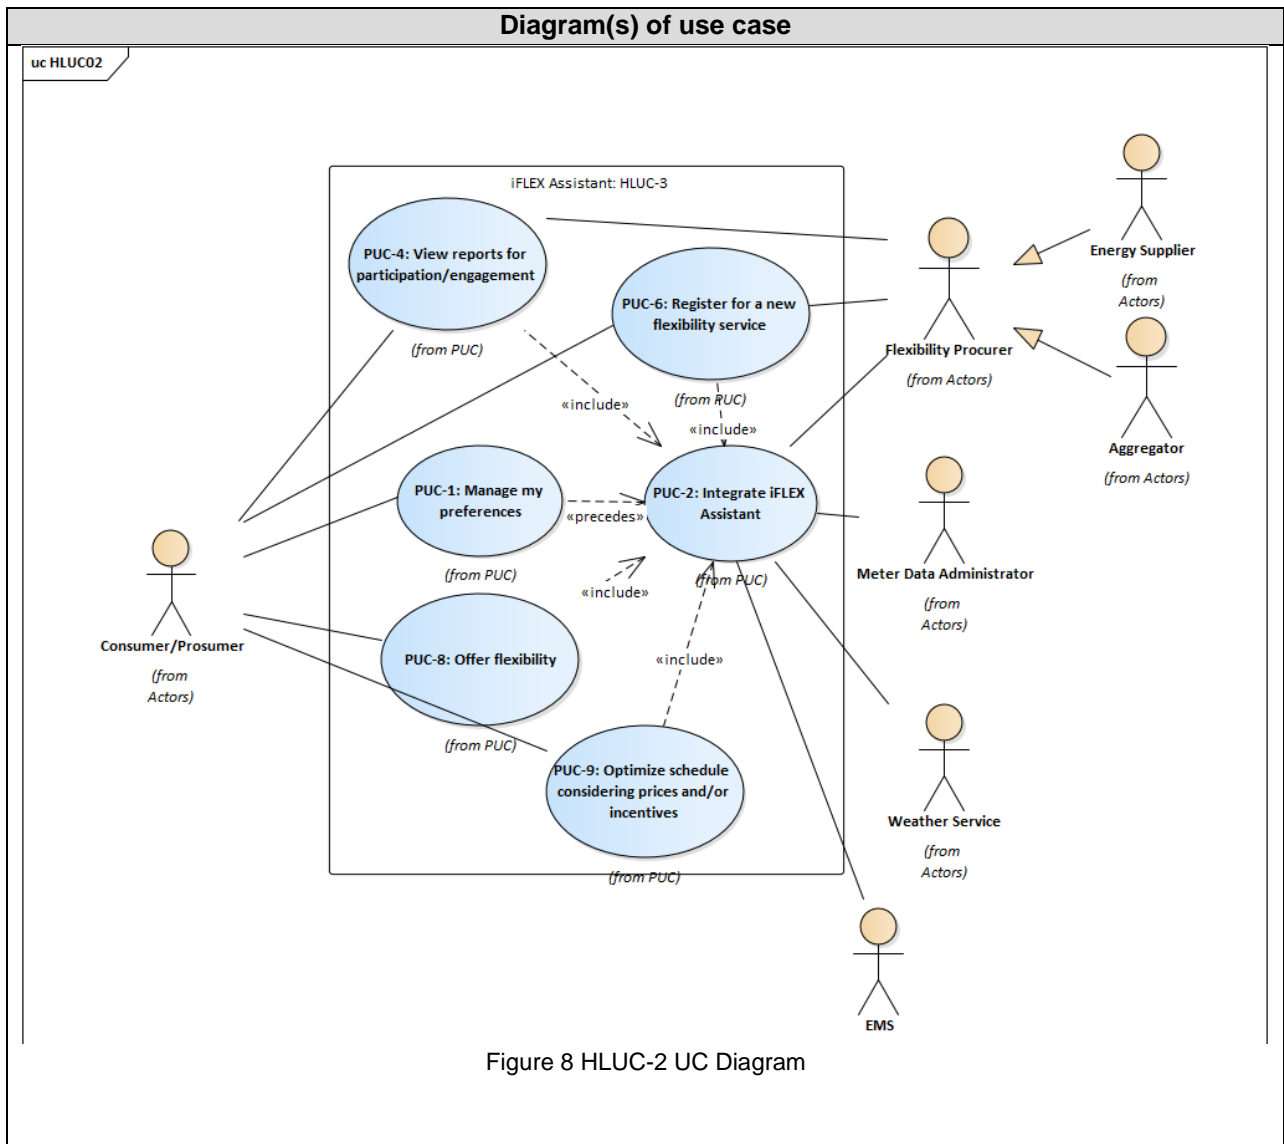 Diagram(s) of use case
uc HLUC02
iFLEX Assistant: HLUC-3
PUC-4: View reports for
participation/engagement
(from PUC)
PUC-6: Register for a new
flexibility service
(from PUC)
«include»
«include»
PUC-1: Manage my
preferences
(from PUC)
«precedes»
PUC-2: Integrate iFLEX
Assistant
(from PUC)
«include»
PUC-8: Offer flexibility
(from PUC)
«include»
PUC-9: Optimize schedule
considering prices and/or
incentives
(from PUC)
Consumer/Prosumer
(from
Actors)
Flexibility Procurer
(from Actors)
Energy Supplier
(from
Actors)
Aggregator
(from Actors)
Meter Data Administrator
(from
Actors)
Weather Service
(from
Actors)
EMS
Figure 8 HLUC-2 UC Diagram